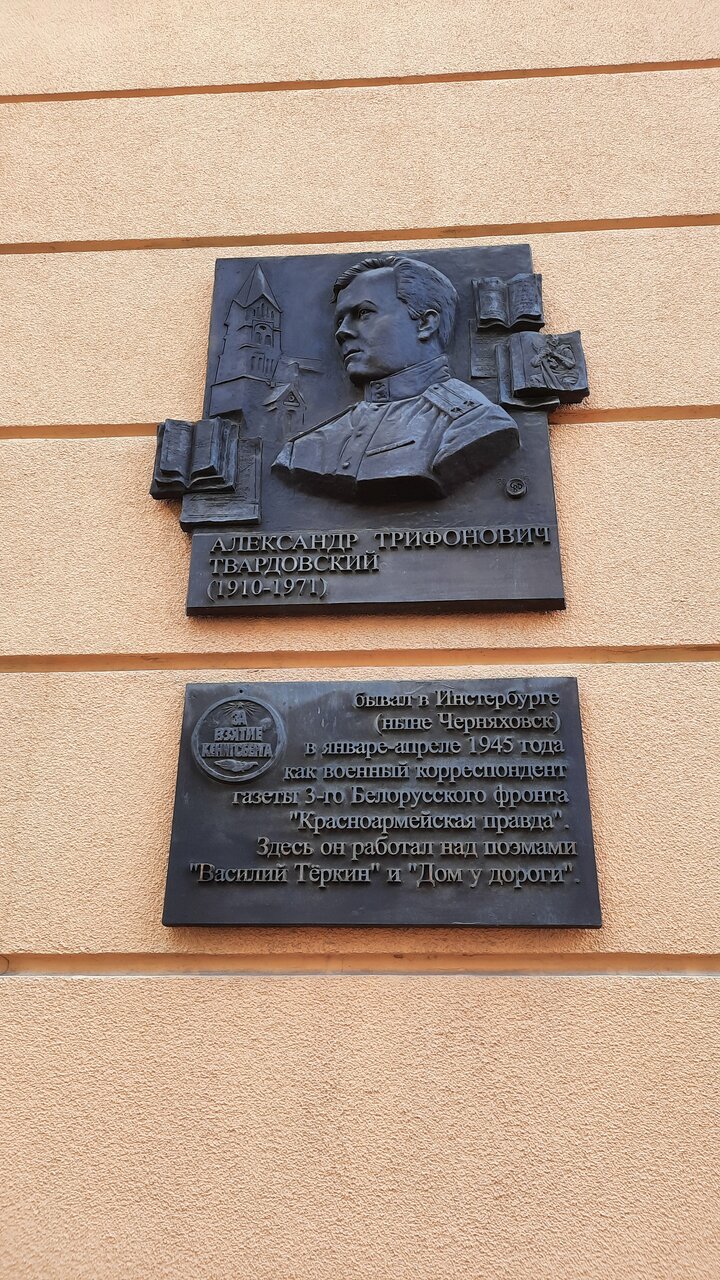 АЛЕКСАНДР ТРИФОНОВИЧ
ТВАРДОВСКИЙ
(1910-1971)
ЗА
ВЗЯТИЕ
КЕНИГСБЕРГА
бывал в Инстербурге
(ныне Черняховск)
в январе-апреле 1945 года
как военный корреспондент
газеты 3-го Белорусского фронта
"Красноармейская правда".
Здесь он работал над поэмами
"Василий Тёркин" и "Дом у дороги".